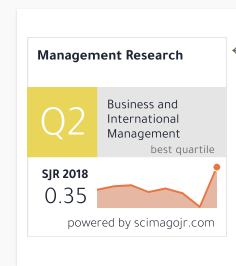 Management Research
Q2
Business and
International
Management
best quartile
SJR 2018
0.35
powered by scimagojr.com